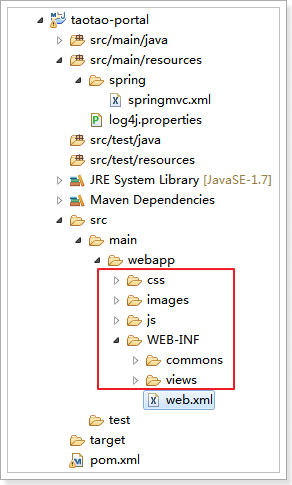 taotao-portal
src/main/java
src/main/resources
spring
springmvc.xml
log4j.properties
src/test/java
src/test/resources
JRE System Library [JavaSE-1.7]
Maven Dependencies
src
main
webapp
css
images
js
WEB-INF
commons
views
web.xml
test
target
pom.xml